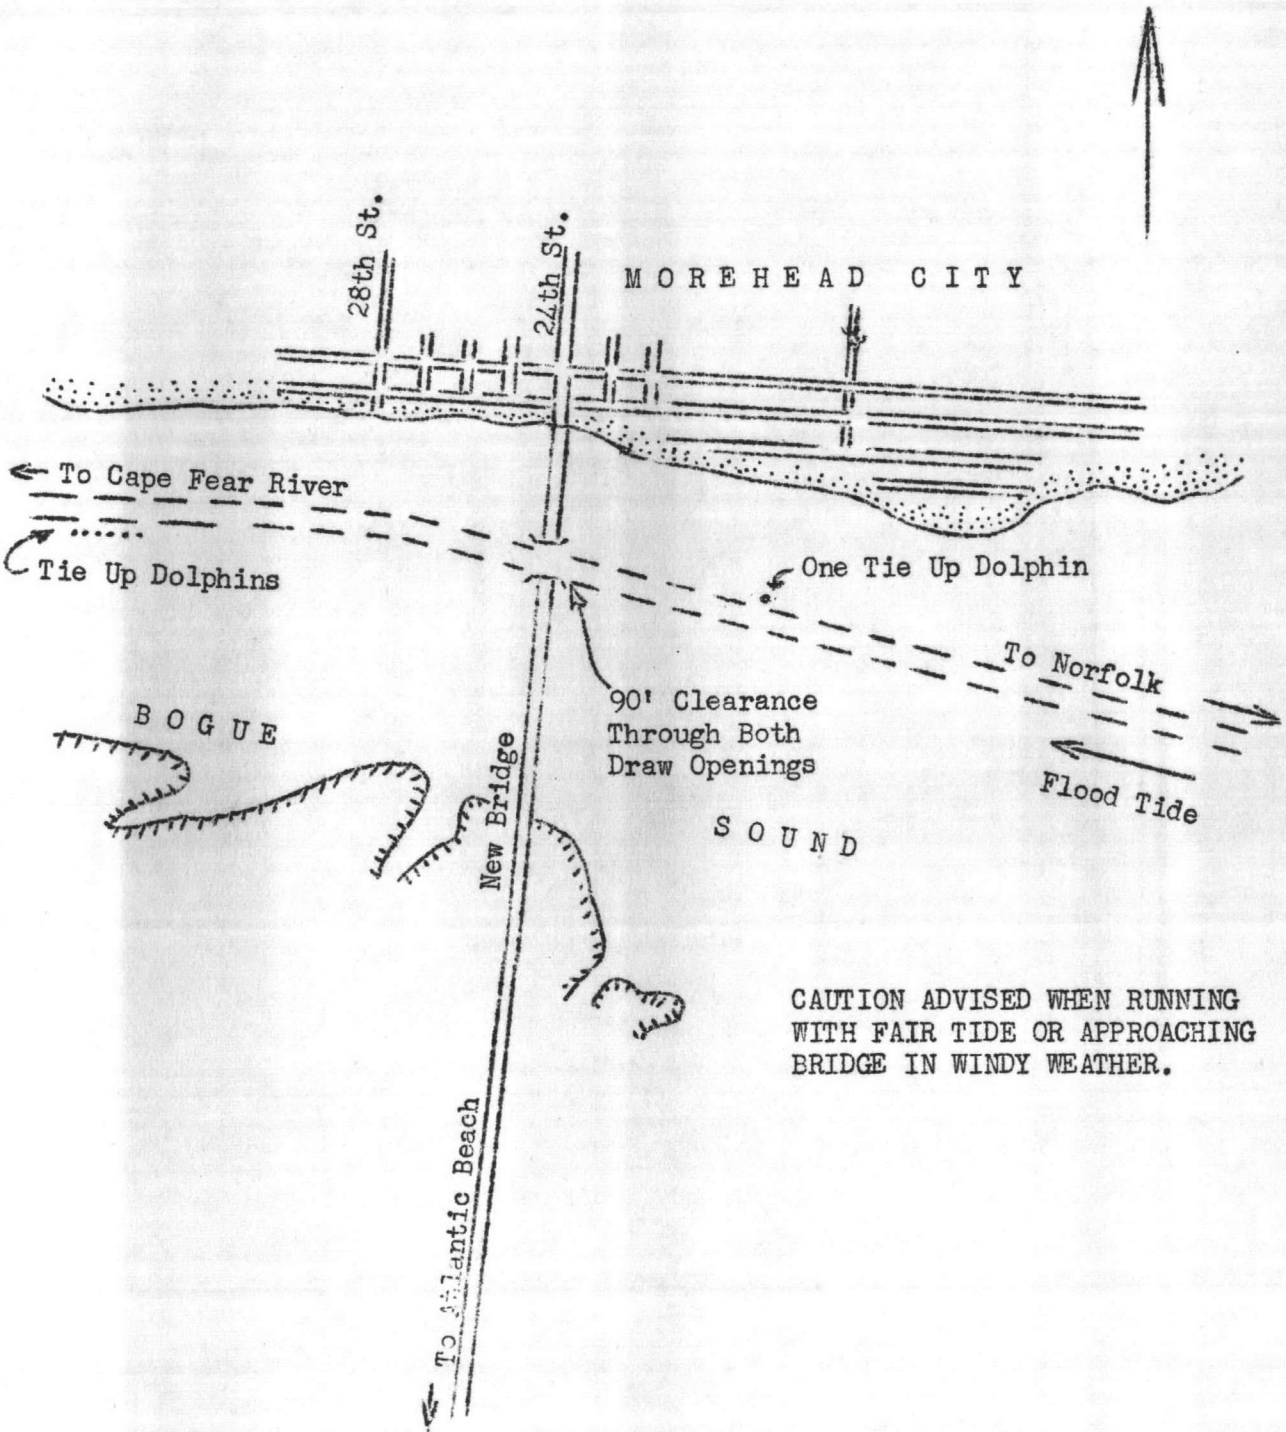 28th St.
24th St.
MOREHEAD CITY
To Cape Fear River
Tie Up Dolphins
One Tie Up Dolphin
To Norfolk
90' Clearance
Through Both
Draw Openings
BOGUE
New Bridge
Flood Tide
SOUND
CAUTION ADVISED WHEN RUNNING
WITH FAIR TIDE OR APPROACHING
BRIDGE IN WINDY WEATHER.
To Atlantic Beach